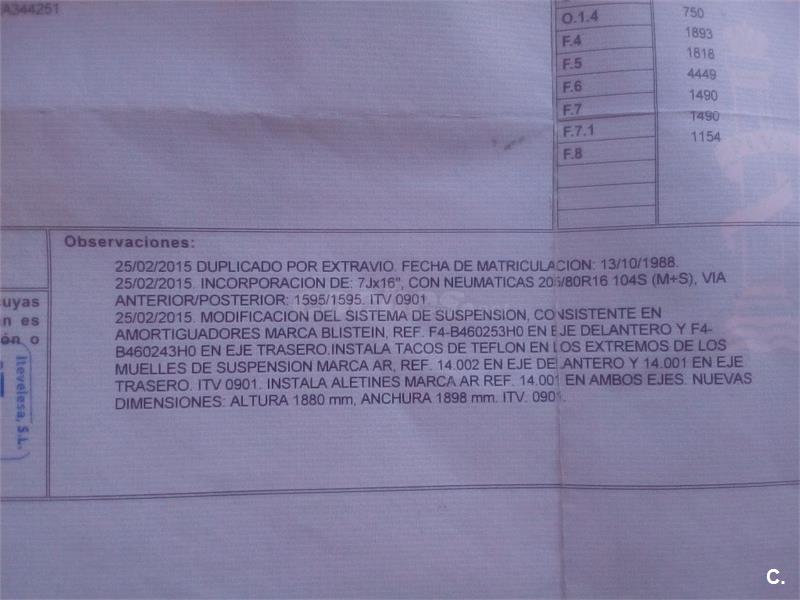 A344251
O.1.4 750
F.4 1893
F.5 1818
F.6 4449
F.7 1490
F.7.1 1490
F.8 1154
Observaciones:
25/02/2015 DUPLICADO POR EXTRAVIO. FECHA DE MATRICULACION: 13/10/1988.
25/02/2015. INCORPORACION DE: 7Jx16", CON NEUMATICAS 205/80R16 104S (M+S), VIA
ANTERIOR/POSTERIOR: 1595/1595. ITV 0901.
25/02/2015. MODIFICACION DEL SISTEMA DE SUSPENSION, CONSISTENTE EN
AMORTIGUADORES MARCA BLISTEIN, REF. F4-B460253H0 EN EJE DELANTERO Y F4-
B460243H0 EN EJE TRASERO.INSTALA TACOS DE TEFLON EN LOS EXTREMOS DE LOS
MUELLES DE SUSPENSION MARCA AR, REF. 14.002 EN EJE DELANTERO Y 14.001 EN EJE
TRASERO. ITV 0901. INSTALA ALETINES MARCA AR REF. 14.001 EN AMBOS EJES. NUEVAS
DIMENSIONES: ALTURA 1880 mm, ANCHURA 1898 mm. ITV. 0901.
uyas
n es
ón o
Itevelesa, S.L.
C.